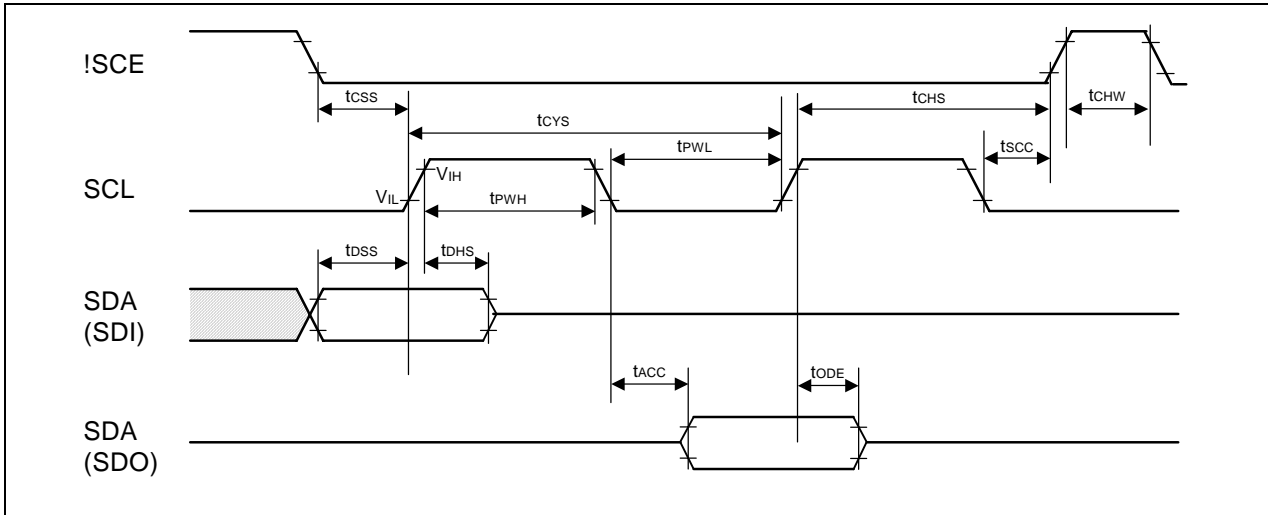 !SCE
tCSS
tCHS
tCHW
tCYS
tPWL
tSCC
SCL
VIH
VIL
tPWH
tDSS
tDHS
SDA
(SDI)
tACC
tODE
SDA
(SDO)